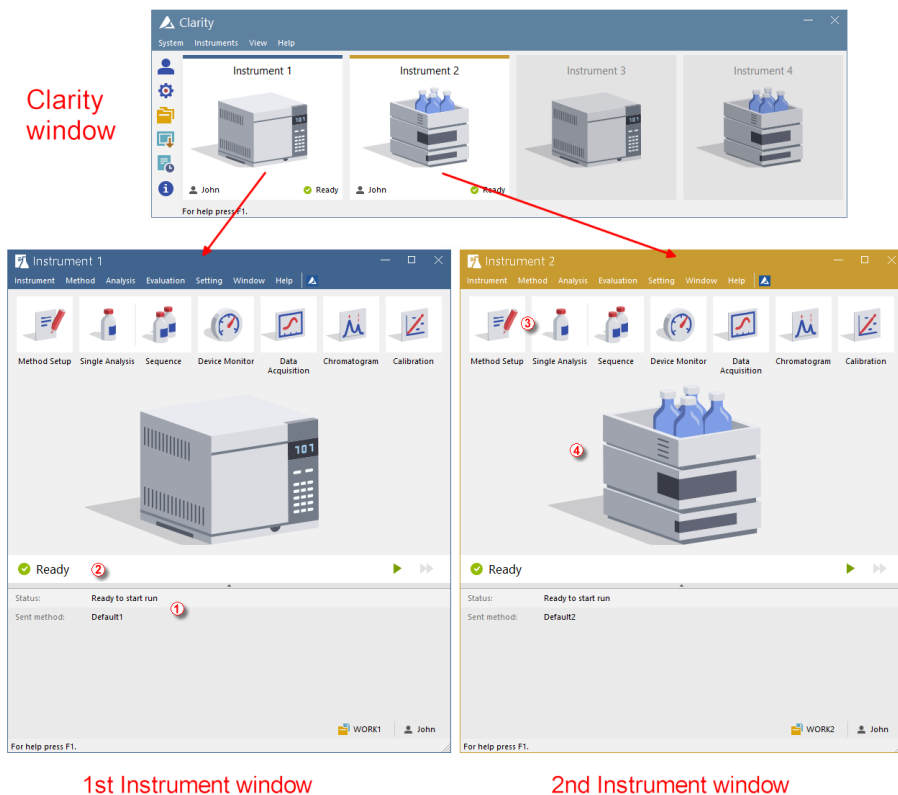 Clarity
System Instruments View Help
Clarity
window
Instrument 1 Instrument 2 Instrument 3 Instrument 4
101 101
John Ready John Ready
For help press F1.
Instrument 1
Instrument Method Analysis Evaluation Setting Window Help
Method Setup Single Analysis Sequence Device Monitor Data Acquisition Chromatogram Calibration
101
Ready 2
Status: Ready to start run
1
Sent method: Default1
WORK1 John
For help press F1.
1st Instrument window
Instrument 2
Instrument Method Analysis Evaluation Setting Window Help
3
Method Setup Single Analysis Sequence Device Monitor Data Acquisition Chromatogram Calibration
4
Ready
Status: Ready to start run
Sent method: Default2
WORK2 John
For help press F1.
2nd Instrument window